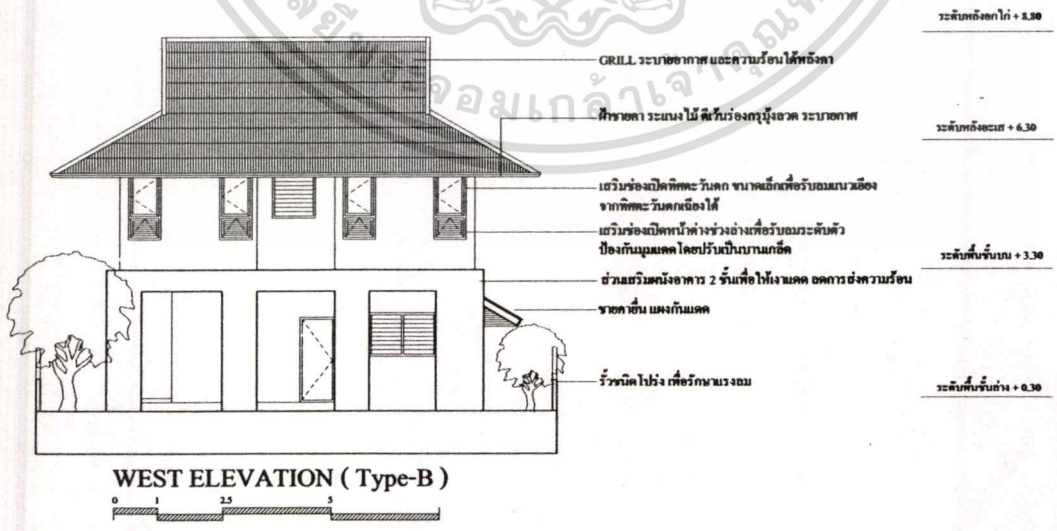 ระดับหลังอกไก่ + 8.80
GRILL ระบายอากาศ และความร้อนใต้หลังคา
ฝ้าชายคา ระแนงไม้ ตีเว้นร่องกรุมุ้งลวด ระบายกาศ
ระดับหลังอะเส + 6.30
เสริมช่องเปิดทิศตะวันตก ขนาดเล็กเพื่อรับลมแนวเฉียง
จากทิศตะวันตกเฉียงใต้
เสริมช่องเปิดหน้าต่างช่วงล่างเพื่อรับลมระดับตัว
ป้องกันมุมแดดโดยปรับเป็นบานเกล็ด
ระดับพื้นชั้นบน + 3.30
ส่วนเสริมผนังอาคาร 2 ชั้นเพื่อให้เงาแดด ลดการส่งความร้อน
ชายคายื่น แผงกันแดด
รั้วชนิดโปร่ง เพื่อรักษาแรงลม
ระดับพื้นชั้นล่าง + 0.30
WEST ELEVATION ( Type-B )
0 1 2.5 5
พระจอมเกล้าเจ้าคุณ